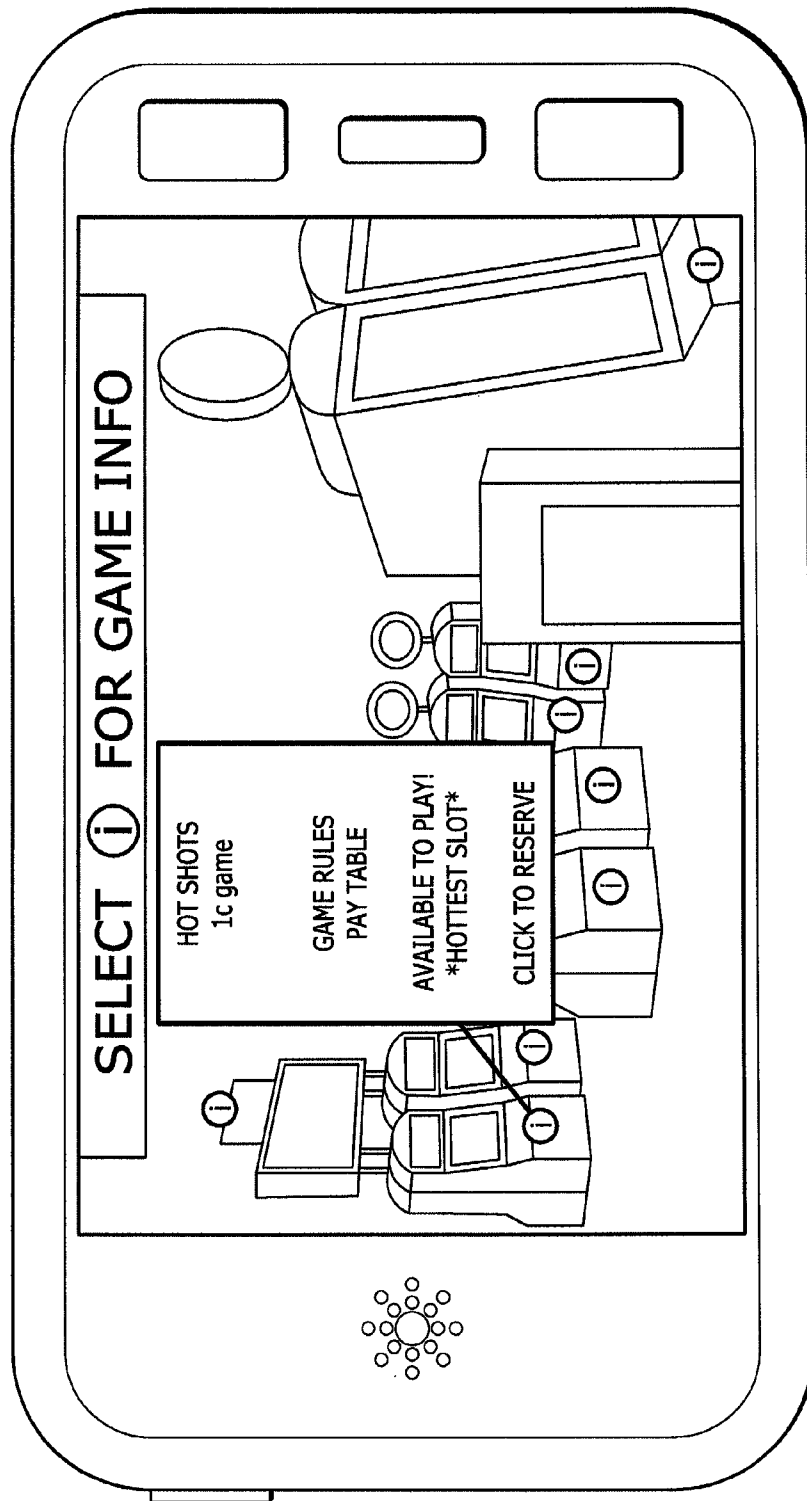 SELECT ⓘ FOR GAME INFO
HOT SHOTS
1c game
GAME RULES
PAY TABLE
AVAILABLE TO PLAY!
*HOTTEST SLOT*
CLICK TO RESERVE
i
i
i
i
i
i
i
i